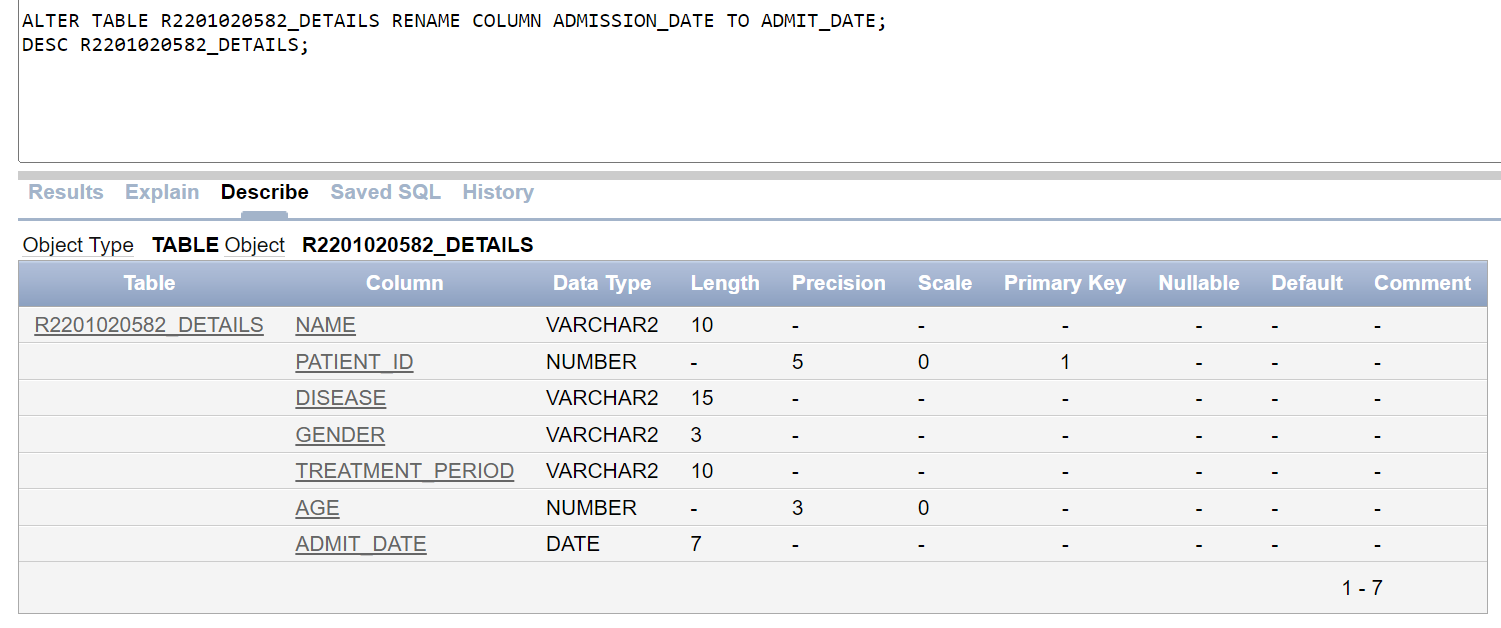 ALTER TABLE R2201020582_DETAILS RENAME COLUMN ADMISSION_DATE TO ADMIT_DATE;
DESC R2201020582_DETAILS;
Results Explain Describe Saved SQL History
Object Type TABLE Object R2201020582_DETAILS
Table Column Data Type Length Precision Scale Primary Key Nullable Default Comment
R2201020582_DETAILS NAME VARCHAR2 10 - - - - - -
PATIENT_ID NUMBER - 5 0 1 - - -
DISEASE VARCHAR2 15 - - - - - -
GENDER VARCHAR2 3 - - - - - -
TREATMENT_PERIOD VARCHAR2 10 - - - - - -
AGE NUMBER - 3 0 - - - -
ADMIT_DATE DATE 7 - - - - - -
1 - 7